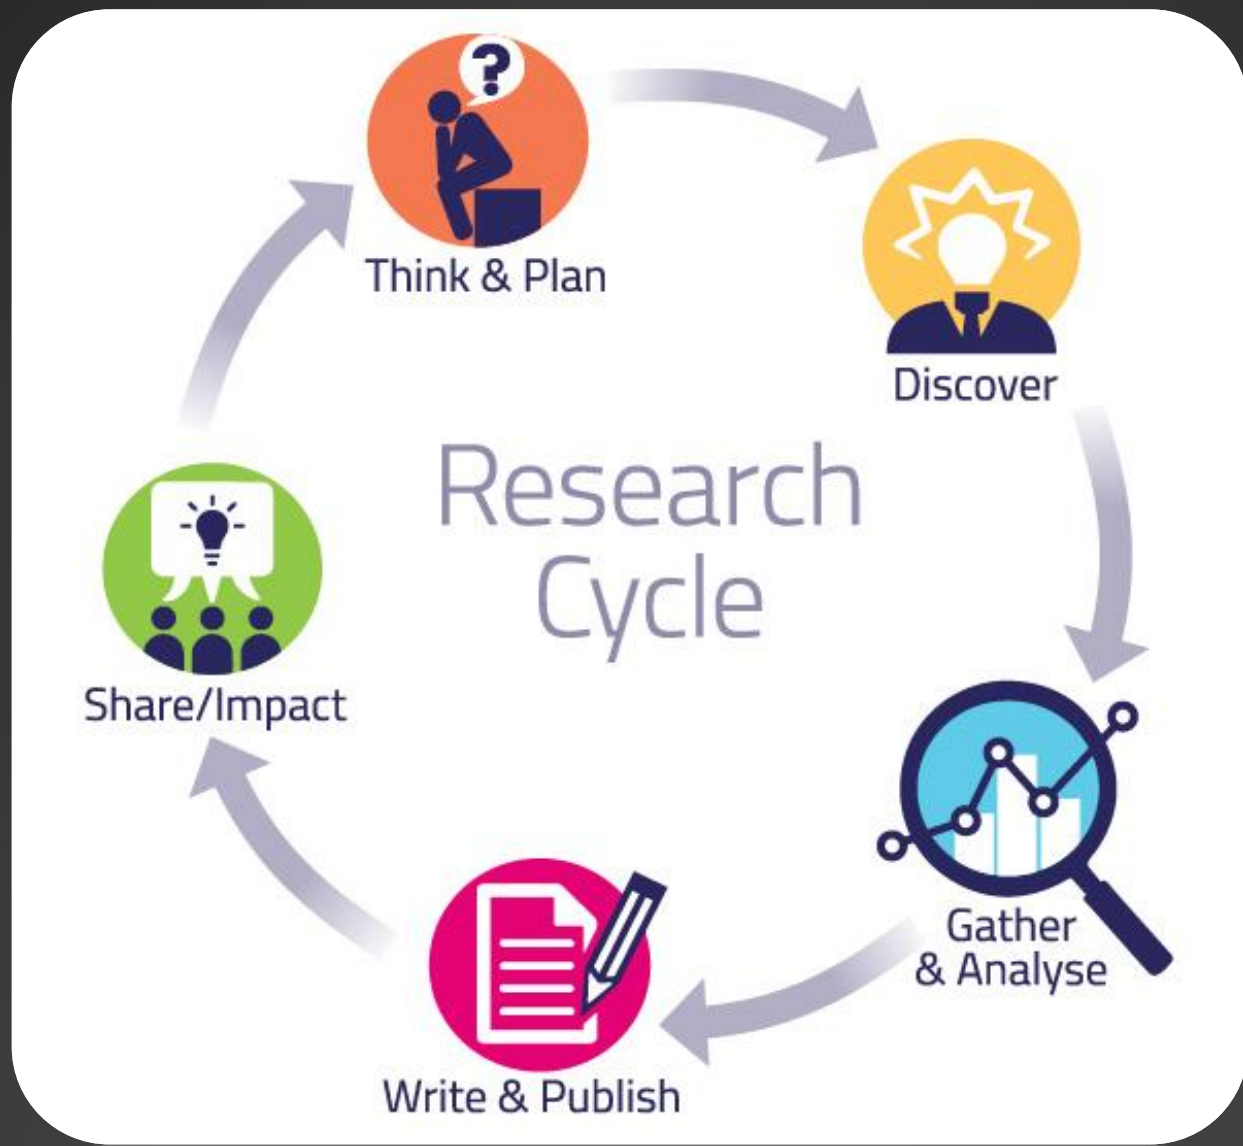 ?
Think & Plan
Discover
Research
Cycle
Share/Impact
Gather
& Analyse
Write & Publish